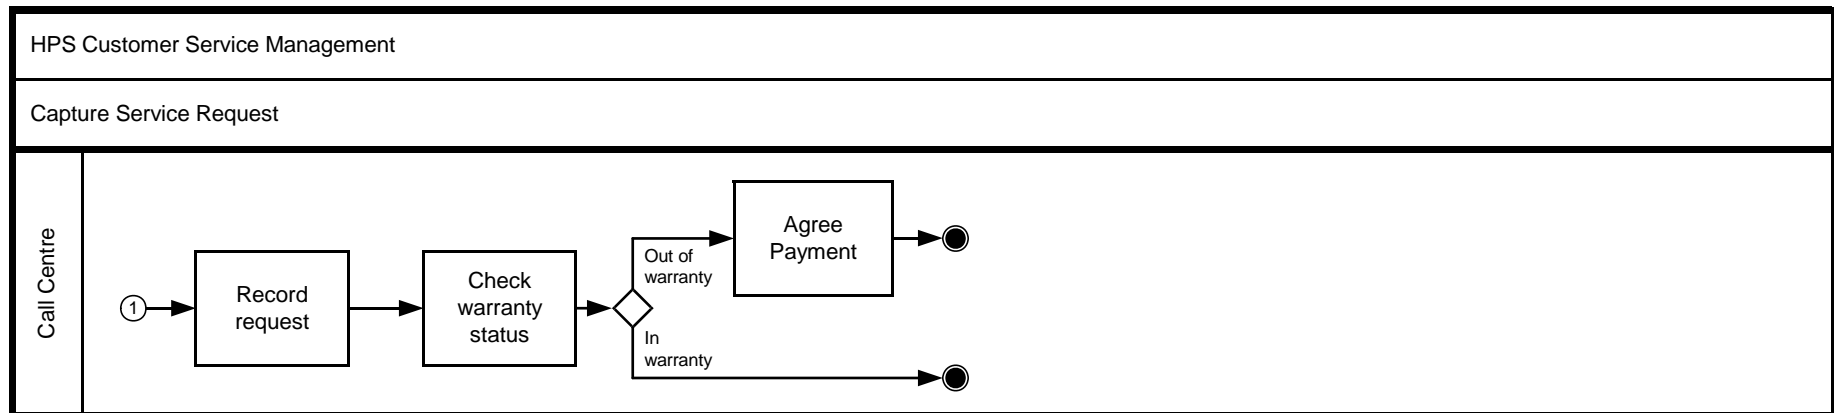 HPS Customer Service Management
Capture Service Request
Call Centre
1
Record
request
Check
warranty
status
Out of
warranty
In
warranty
Agree
Payment